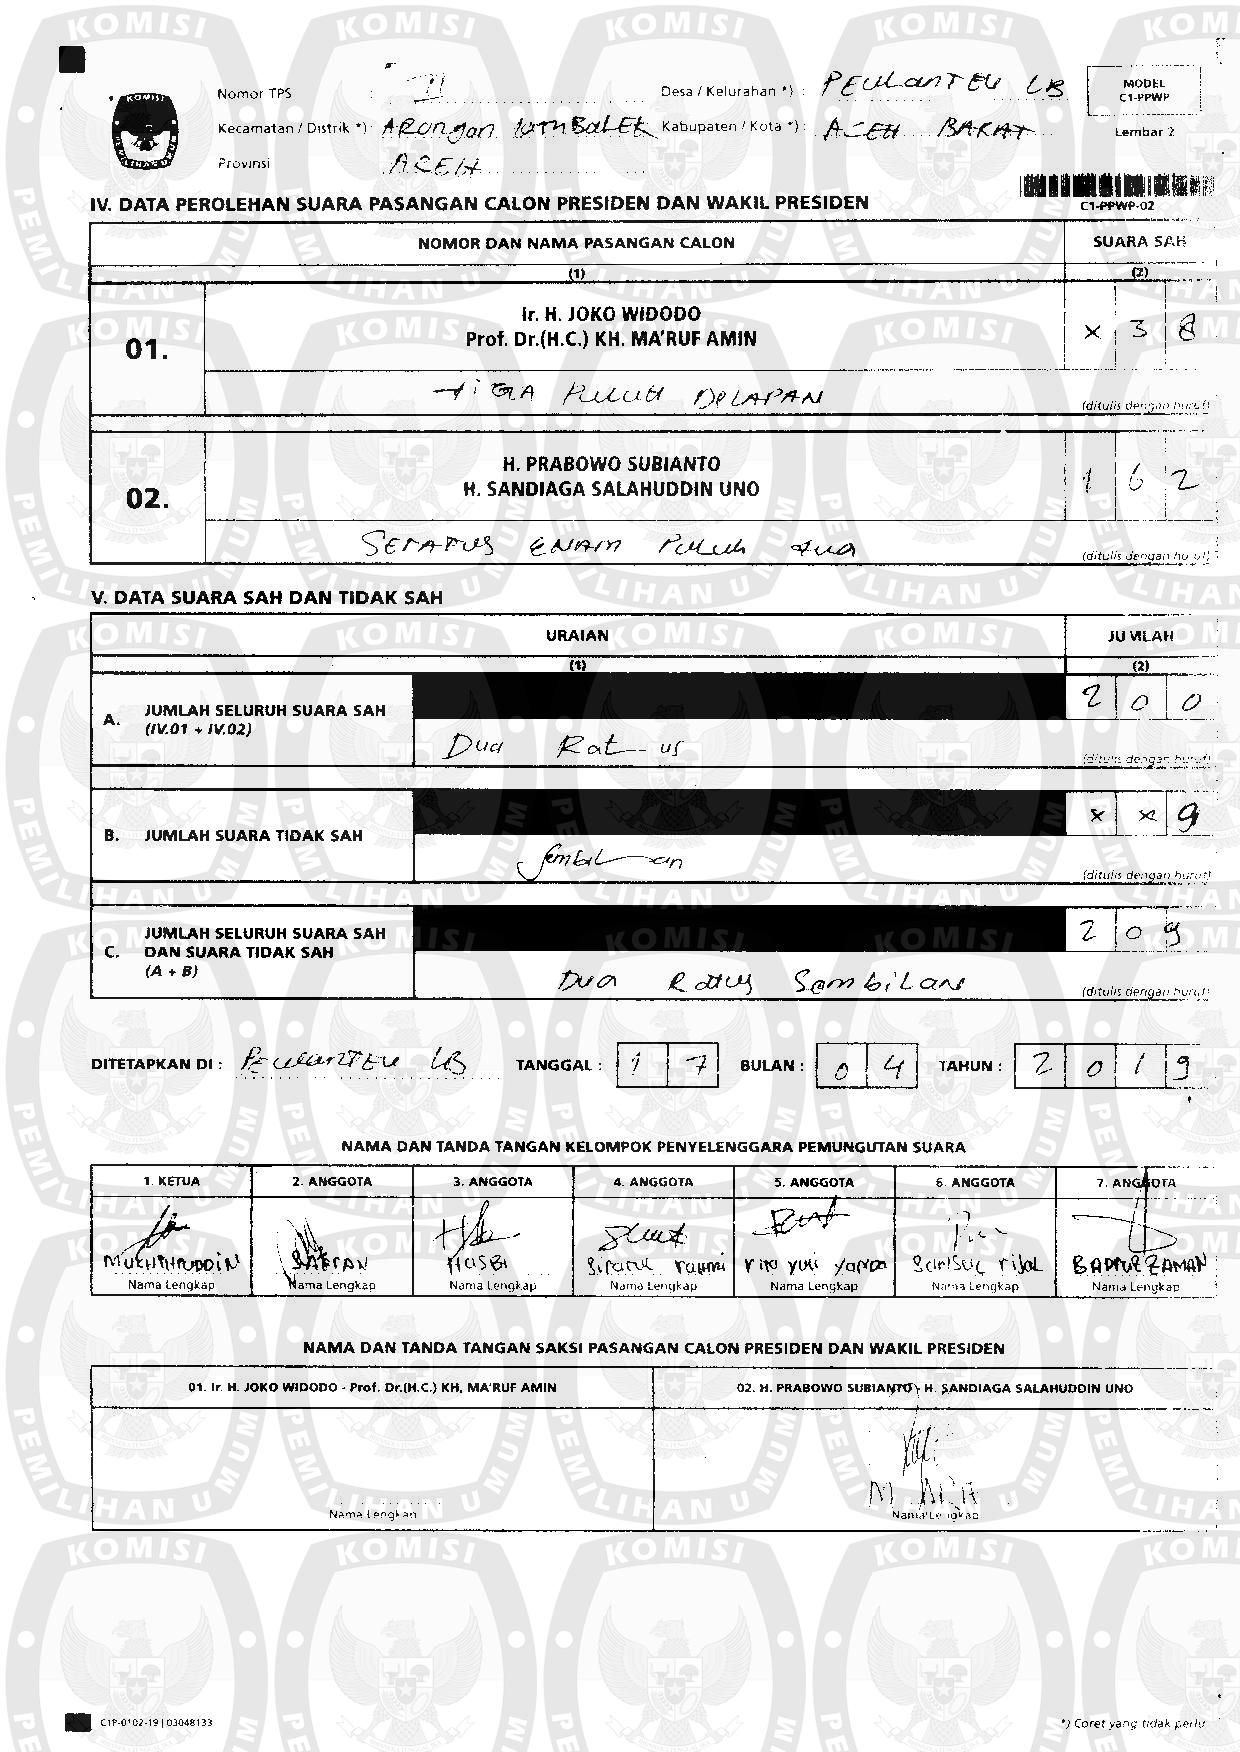 Nomor TPS : II Desa / Kelurahan *) : PEULANTEU LB MODEL C1-PPWP
Kecamatan / Distrik *) : ARONGAN LAMBALEK Kabupaten / Kota *) : ACEH BARAT Lembar 2
Provinsi ACEH
IV. DATA PEROLEHAN SUARA PASANGAN CALON PRESIDEN DAN WAKIL PRESIDEN C1-PPWP-02
NOMOR DAN NAMA PASANGAN CALON SUARA SAH
(1) (2)
01. Ir. H. JOKO WIDODO
Prof. Dr.(H.C.) KH. MA'RUF AMIN X 3 8
TIGA PULUH DELAPAN (ditulis dengan huruf)
02. H. PRABOWO SUBIANTO
H. SANDIAGA SALAHUDDIN UNO 1 6 2
SERATUS ENAM PULUH dua (ditulis dengan huruf)
V. DATA SUARA SAH DAN TIDAK SAH
URAIAN JUMLAH
(1) (2)
A. JUMLAH SELURUH SUARA SAH
(IV.01 + IV.02) 2 0 0
Dua Ratus (ditulis dengan huruf)
B. JUMLAH SUARA TIDAK SAH X X 9
Sembilan (ditulis dengan huruf)
C. JUMLAH SELURUH SUARA SAH
DAN SUARA TIDAK SAH
(A + B) 2 0 9
Dua Ratus Sembilan (ditulis dengan huruf)
DITETAPKAN DI : PEULANTEU LB TANGGAL : 1 7 BULAN : 0 4 TAHUN : 2 0 1 9
NAMA DAN TANDA TANGAN KELOMPOK PENYELENGGARA PEMUNGUTAN SUARA
1. KETUA 2. ANGGOTA 3. ANGGOTA 4. ANGGOTA 5. ANGGOTA 6. ANGGOTA 7. ANGGOTA
MUKHTARUDDIN SAFRAN HASBI rahmi Yuli rijal BADRUZZAMAN
Nama Lengkap Nama Lengkap Nama Lengkap Nama Lengkap Nama Lengkap Nama Lengkap Nama Lengkap
NAMA DAN TANDA TANGAN SAKSI PASANGAN CALON PRESIDEN DAN WAKIL PRESIDEN
01. Ir. H. JOKO WIDODO - Prof. Dr.(H.C.) KH. MA'RUF AMIN 02. H. PRABOWO SUBIANTO - H. SANDIAGA SALAHUDDIN UNO
Nama Lengkap Nama Lengkap
C1P-0102-19 | 03048133 *) Coret yang tidak perlu